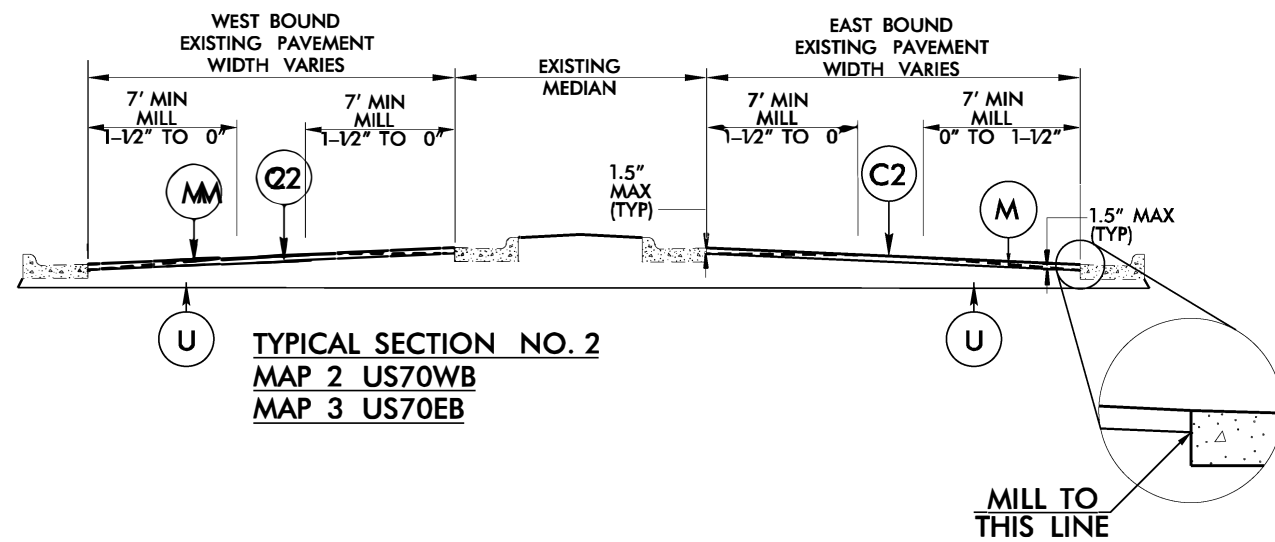 WEST BOUND
EXISTING PAVEMENT
WIDTH VARIES
EXISTING
MEDIAN
EAST BOUND
EXISTING PAVEMENT
WIDTH VARIES
7' MIN
MILL
1-1/2" TO 0"
7' MIN
MILL
1-1/2" TO 0"
7' MIN
MILL
1-1/2" TO 0"
7' MIN
MILL
0" TO 1-1/2"
1.5"
MAX
(TYP)
C2
M
1.5" MAX
(TYP)
U
U
TYPICAL SECTION NO. 2
MAP 2 US70WB
MAP 3 US70EB
MILL TO
THIS LINE